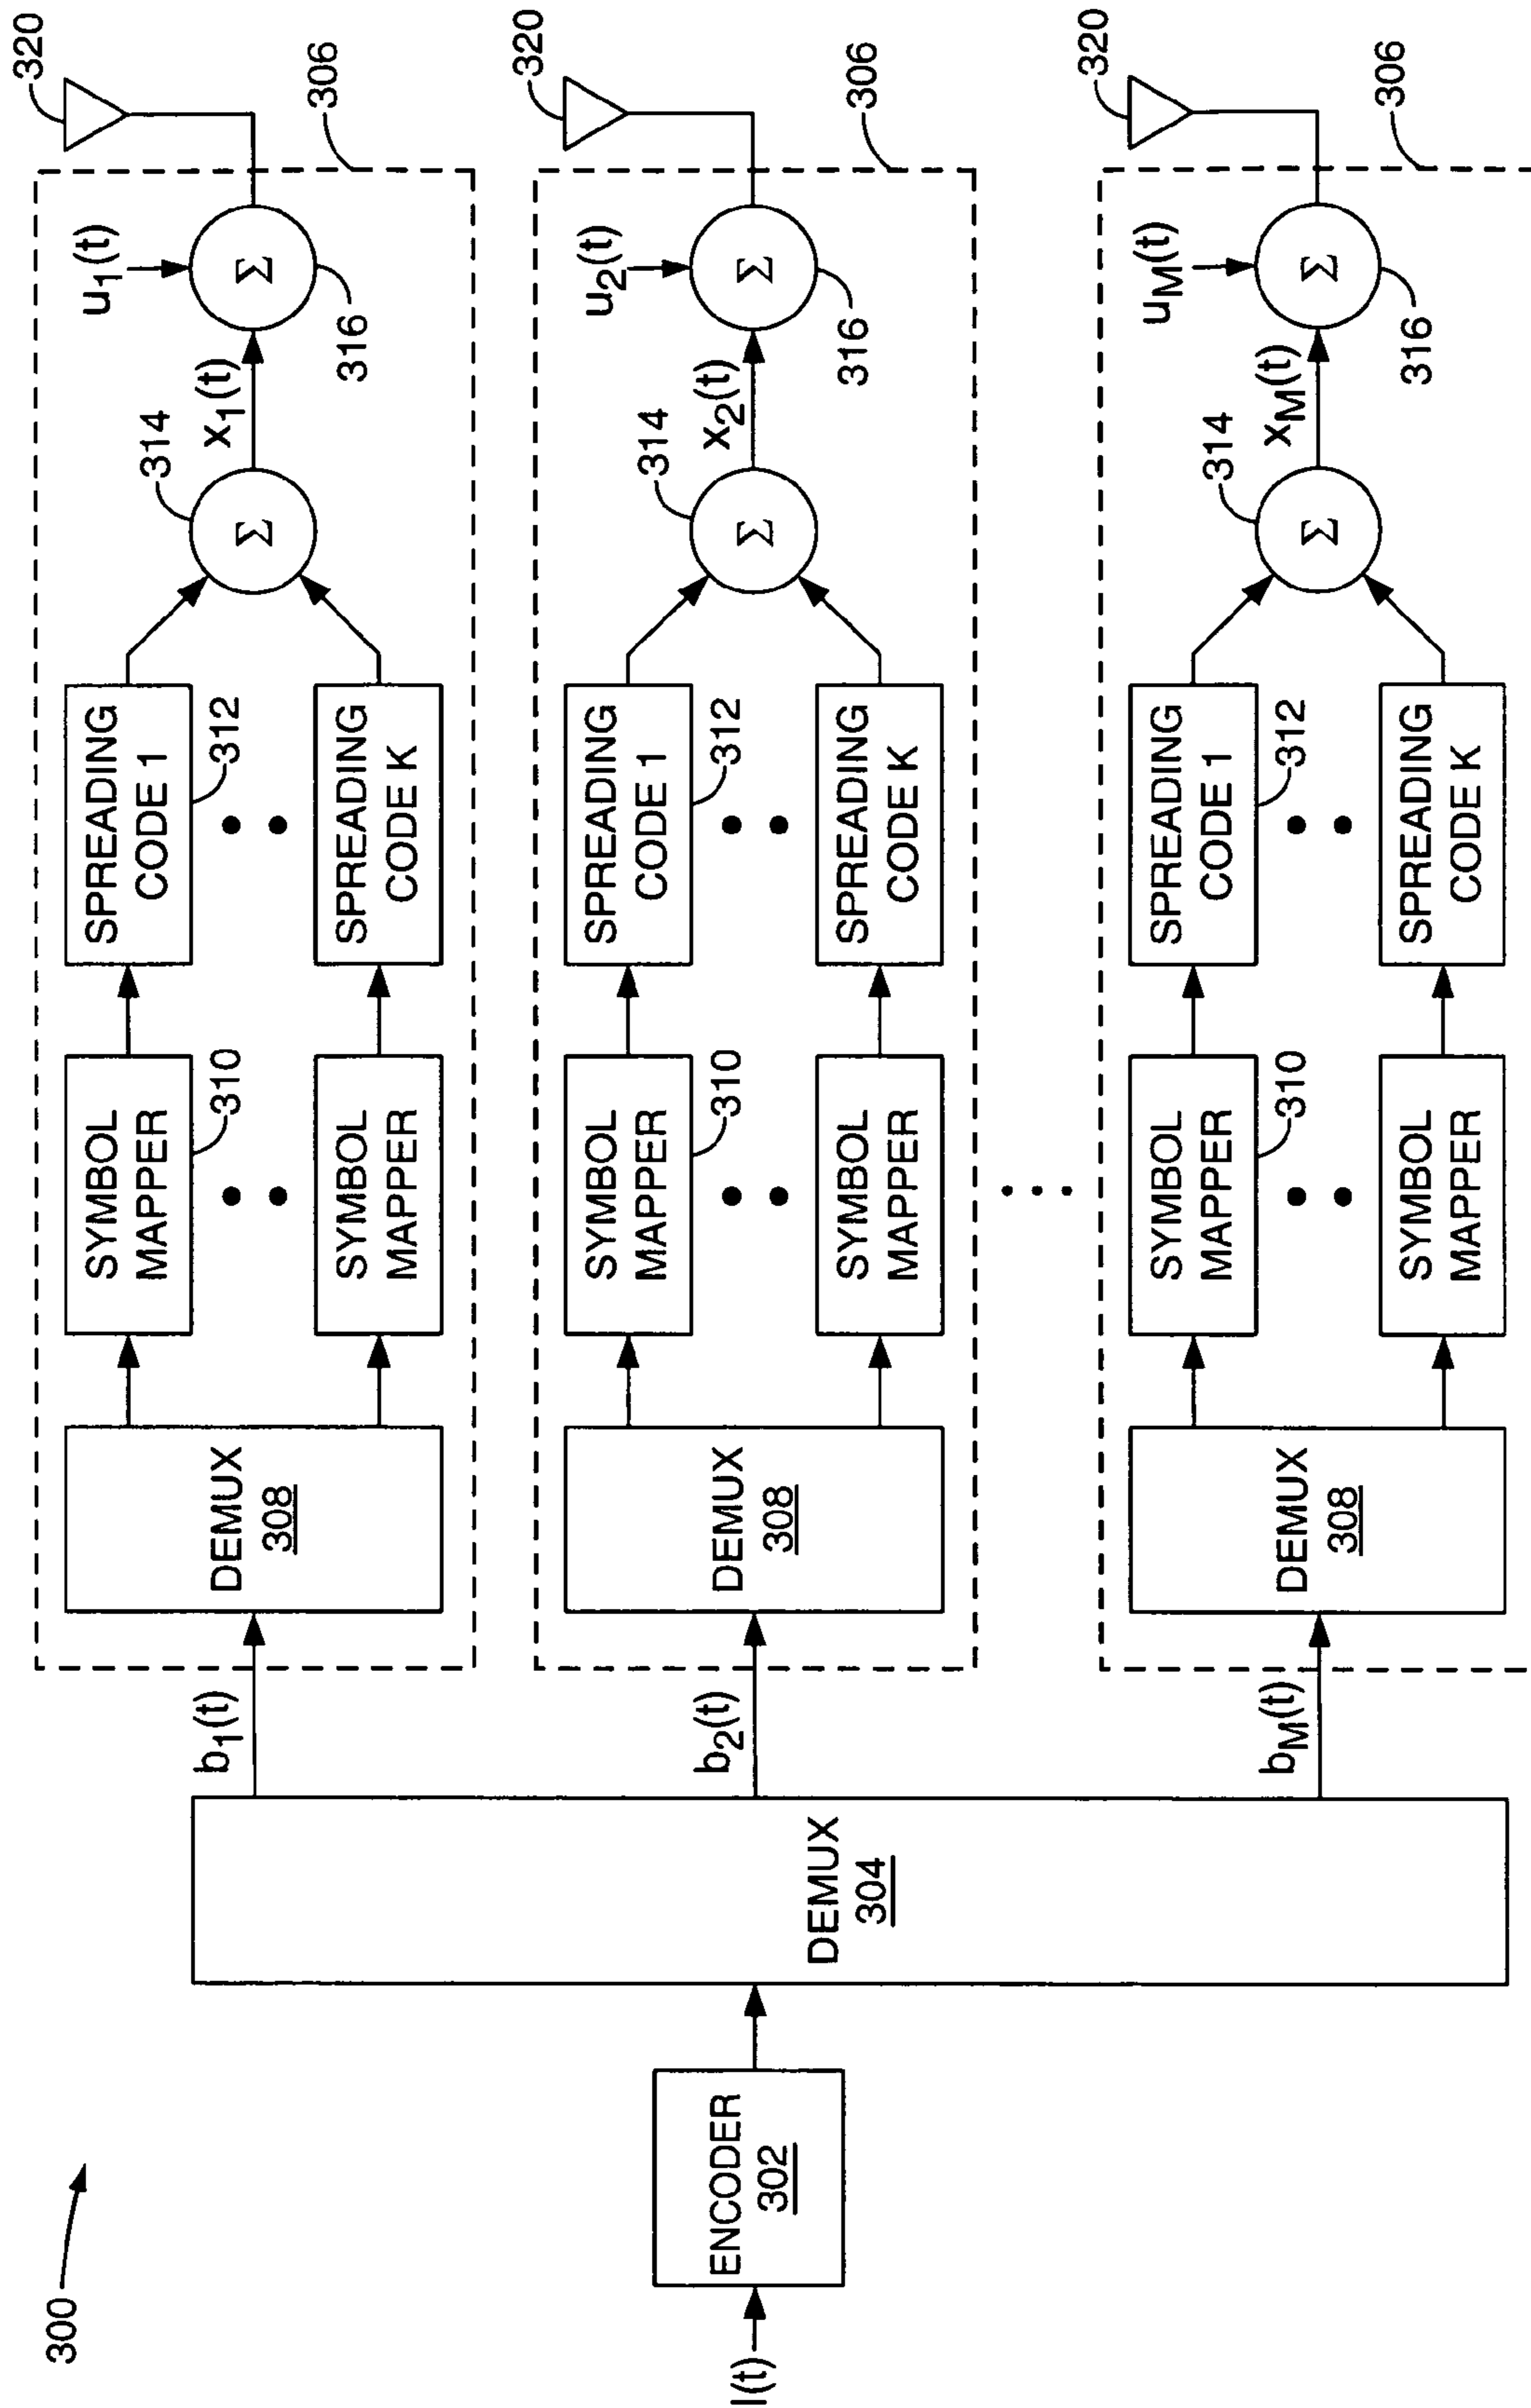 300
I(t)
ENCODER
302
DEMUX
304
b1(t)
DEMUX
308
SYMBOL
MAPPER
310
SYMBOL
MAPPER
SPREADING
CODE 1
312
SPREADING
CODE K
314
Σ
x1(t)
u1(t)
Σ
316
306
320
b2(t)
DEMUX
308
SYMBOL
MAPPER
310
SYMBOL
MAPPER
SPREADING
CODE 1
312
SPREADING
CODE K
314
Σ
x2(t)
u2(t)
Σ
316
306
320
bM(t)
DEMUX
308
SYMBOL
MAPPER
310
SYMBOL
MAPPER
SPREADING
CODE 1
312
SPREADING
CODE K
314
Σ
xM(t)
uM(t)
Σ
316
306
320